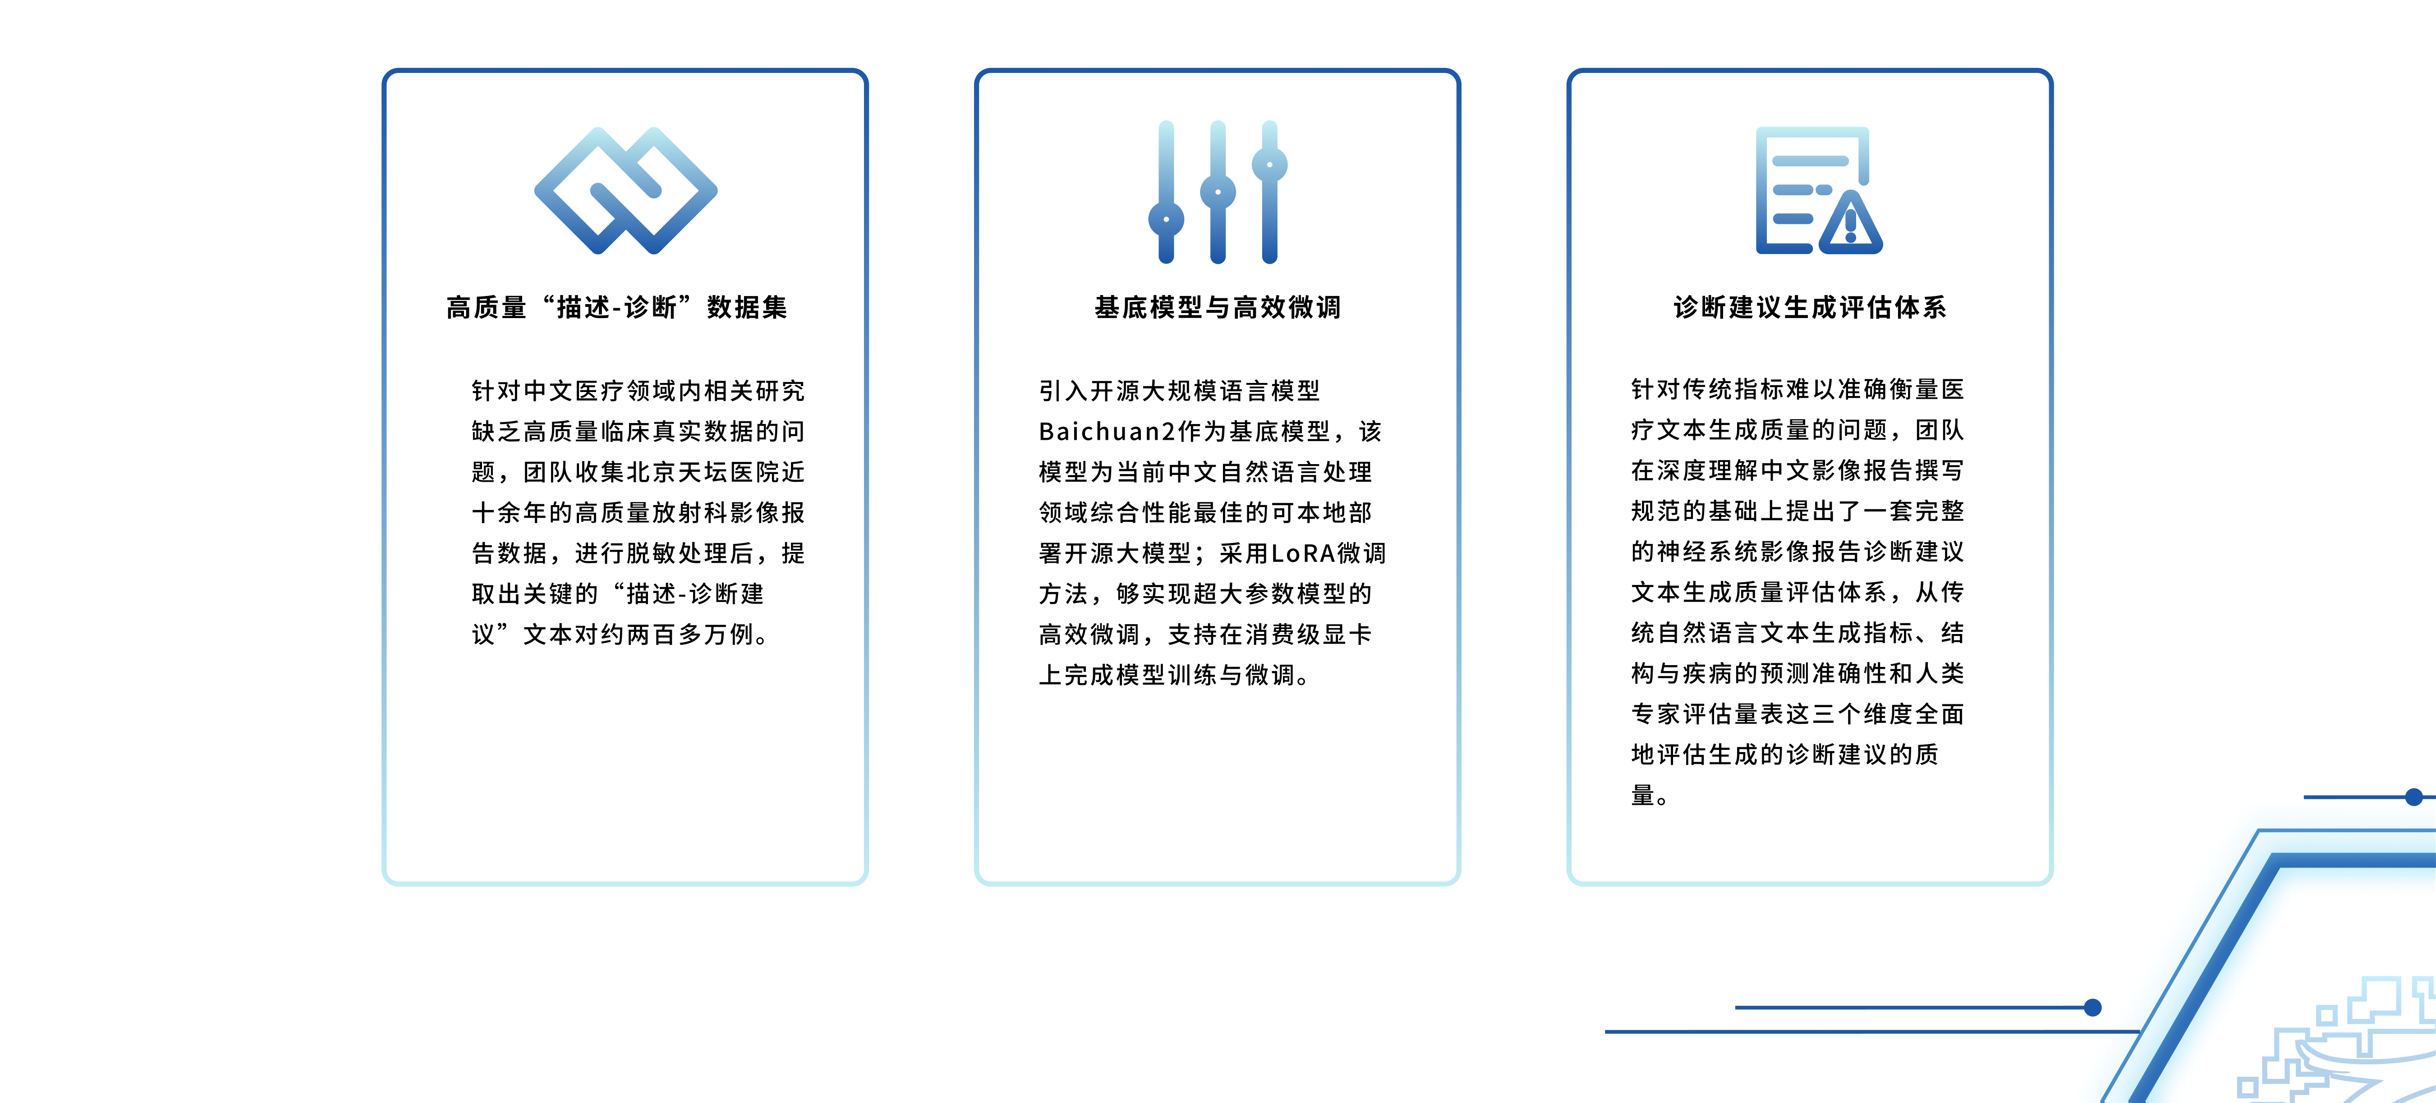 高质量“描述-诊断”数据集
针对中文医疗领域内相关研究
缺乏高质量临床真实数据的问
题，团队收集北京天坛医院近
十余年的高质量放射科影像报
告数据，进行脱敏处理后，提
取出关键的“描述-诊断建
议”文本对约两百多万例。
基底模型与高效微调
引入开源大规模语言模型
Baichuan2作为基底模型，该
模型为当前中文自然语言处理
领域综合性能最佳的可本地部
署开源大模型；采用LoRA微调
方法，够实现超大参数模型的
高效微调，支持在消费级显卡
上完成模型训练与微调。
诊断建议生成评估体系
针对传统指标难以准确衡量医
疗文本生成质量的问题，团队
在深度理解中文影像报告撰写
规范的基础上提出了一套完整
的神经系统影像报告诊断建议
文本生成质量评估体系，从传
统自然语言文本生成指标、结
构与疾病的预测准确性和人类
专家评估量表这三个维度全面
地评估生成的诊断建议的质
量。